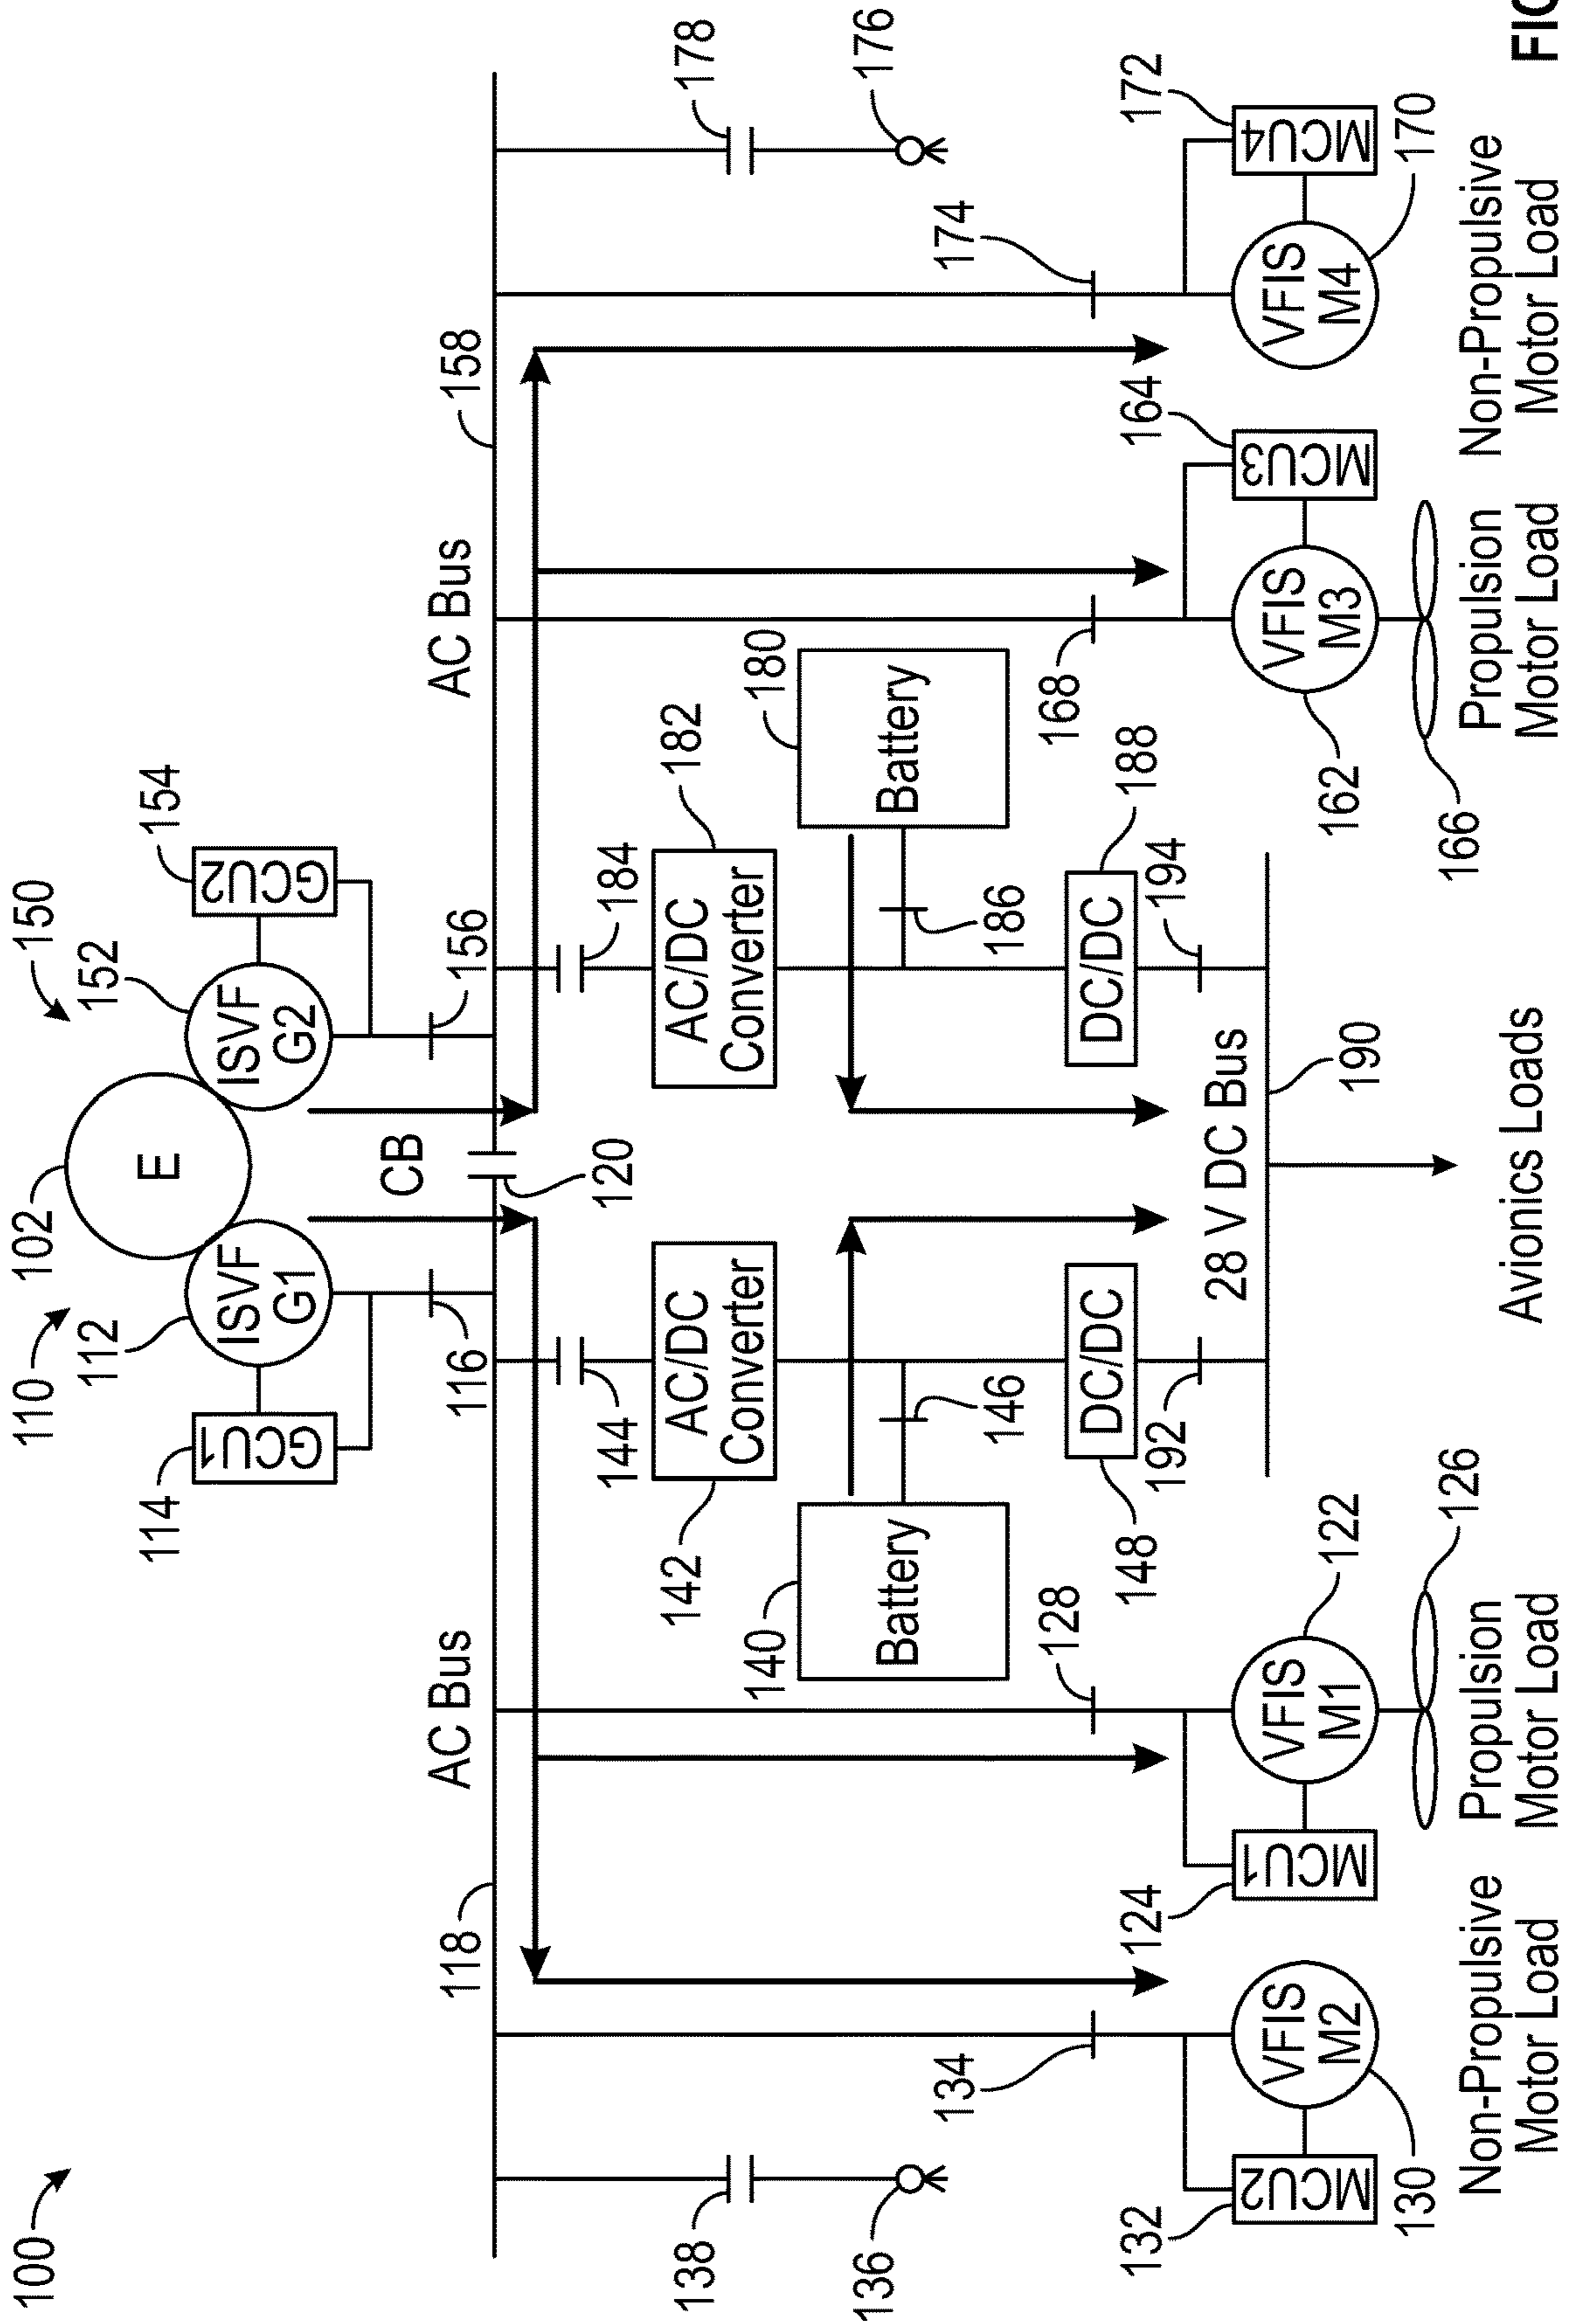 100
110
102
150
112
E
152
154
114
GCU1
ISVF
G1
ISVF
G2
GCU2
116
CB
156
AC Bus
AC Bus
118
120
158
144
184
178
138
142
AC/DC
Converter
AC/DC
Converter
182
140
Battery
Battery
180
136
176
134
128
146
186
168
174
148
DC/DC
DC/DC
188
192
194
28 V DC Bus
190
132
124
122
164
172
MCU2
VFIS
M2
MCU1
VFIS
M1
VFIS
M3
MCU3
VFIS
M4
MCU4
130
126
162
166
170
Non-Propulsive
Motor Load
Propulsion
Motor Load
Avionics Loads
Propulsion
Motor Load
Non-Propulsive
Motor Load
FIG